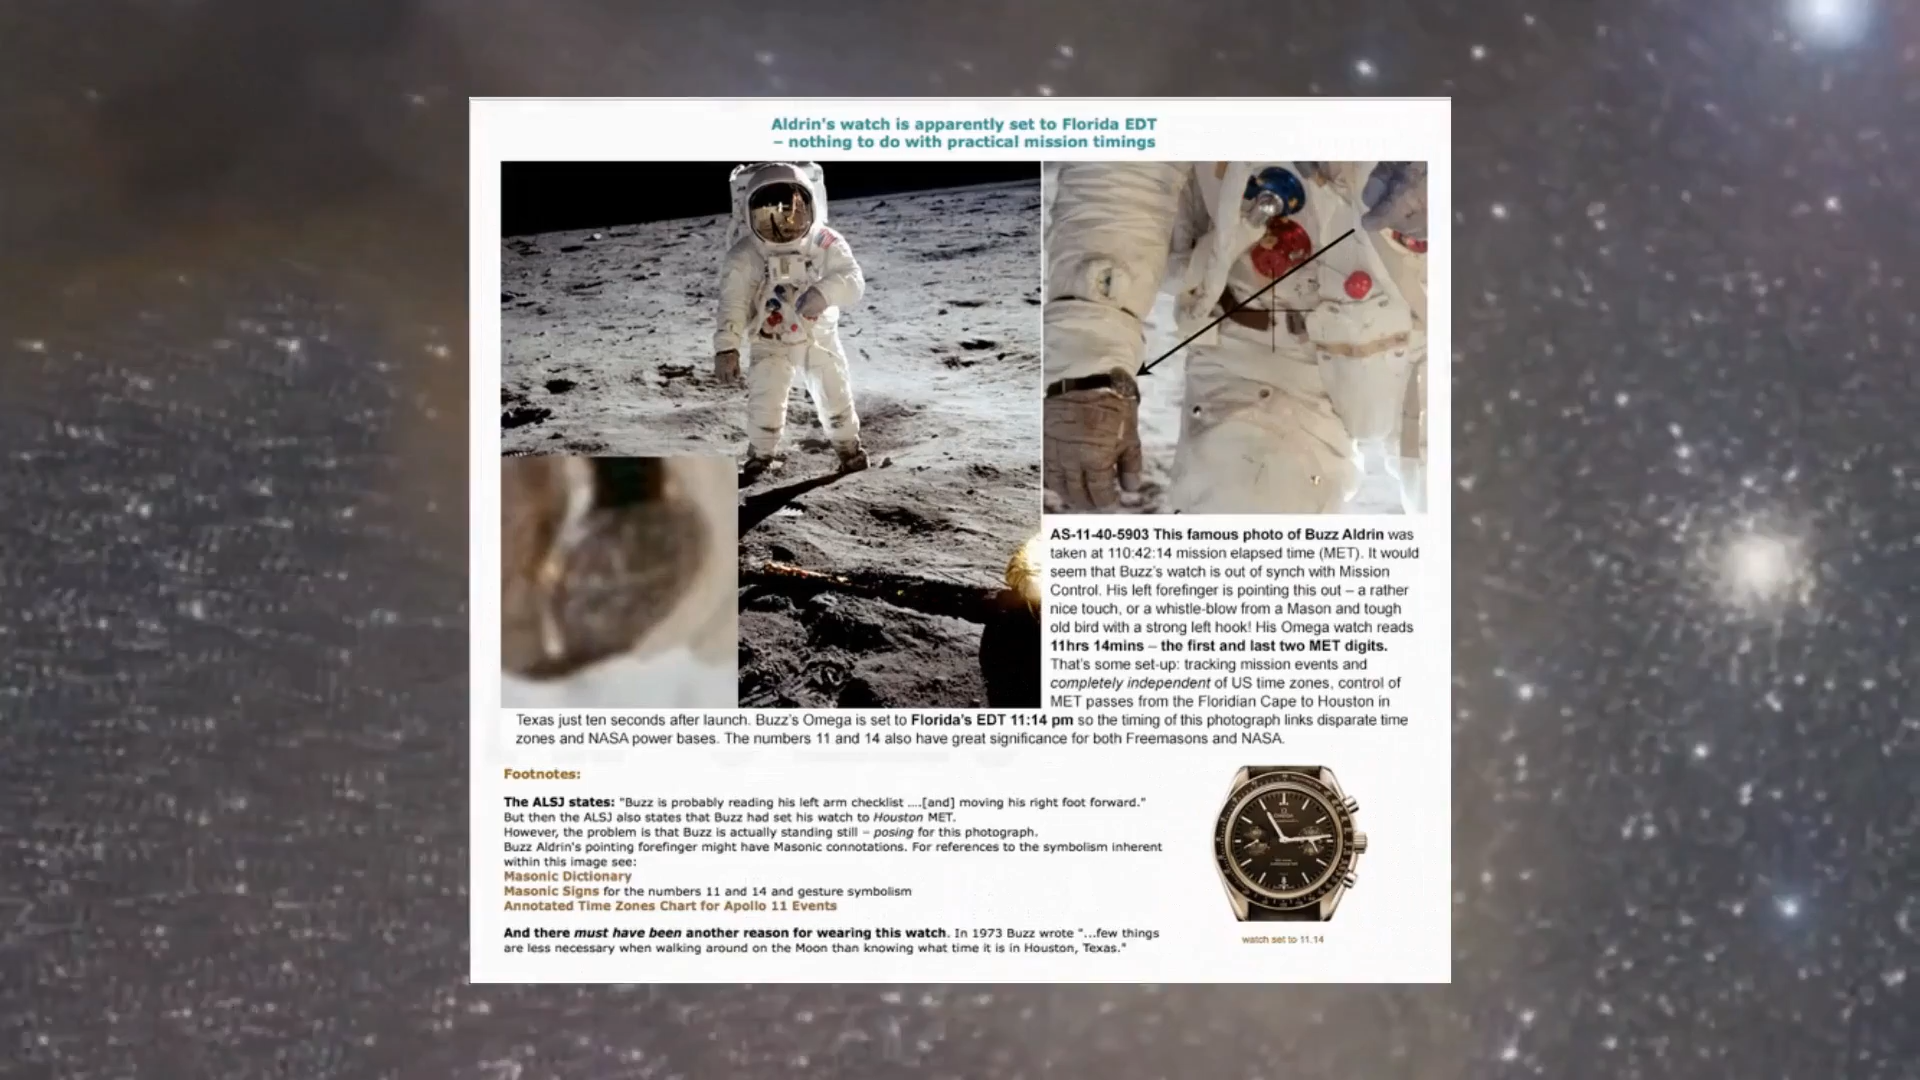 Aldrin's watch is apparently set to Florida EDT
– nothing to do with practical mission timings
AS-11-40-5903 This famous photo of Buzz Aldrin was
taken at 110:42:14 mission elapsed time (MET). It would
seem that Buzz's watch is out of synch with Mission
Control. His left forefinger is pointing this out – a rather
nice touch, or a whistle-blow from a Mason and tough
old bird with a strong left hook! His Omega watch reads
11hrs 14mins – the first and last two MET digits.
That's some set-up: tracking mission events and
completely independent of US time zones, control of
MET passes from the Floridian Cape to Houston in
Texas just ten seconds after launch. Buzz's Omega is set to Florida's EDT 11:14 pm so the timing of this photograph links disparate time
zones and NASA power bases. The numbers 11 and 14 also have great significance for both Freemasons and NASA.
Footnotes:
The ALSJ states: "Buzz is probably reading his left arm checklist ....[and] moving his right foot forward."
But then the ALSJ also states that Buzz had set his watch to Houston MET.
However, the problem is that Buzz is actually standing still – posing for this photograph.
Buzz Aldrin's pointing forefinger might have Masonic connotations. For references to the symbolism inherent
within this image see:
Masonic Dictionary
Masonic Signs for the numbers 11 and 14 and gesture symbolism
Annotated Time Zones Chart for Apollo 11 Events
And there must have been another reason for wearing this watch. In 1973 Buzz wrote "...few things
are less necessary when walking around on the Moon than knowing what time it is in Houston, Texas."
watch set to 11.14